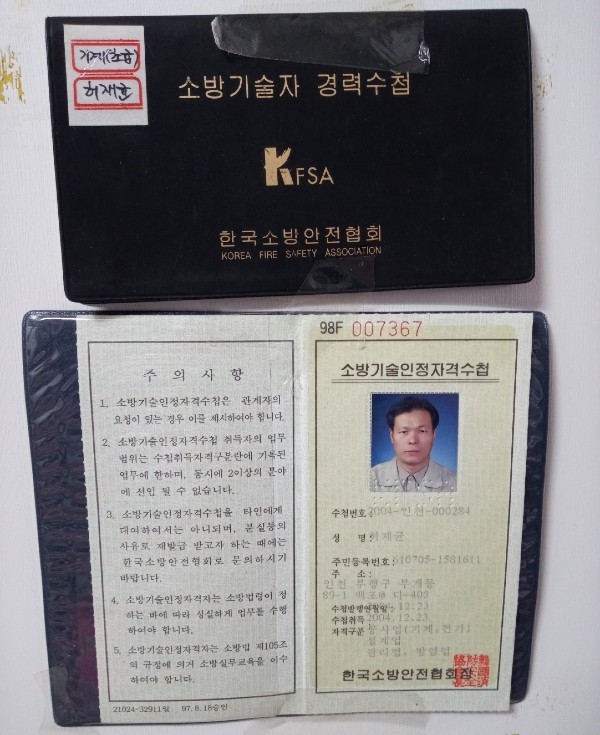 기계(초급)
허재균
소방기술자 경력수첩
KFSA
한국소방안전협회
KOREA FIRE SAFETY ASSOCIATION
주 의 사 항
1. 소방기술인정자격수첩은 관계자의
요청이 있는 경우 이를 제시하여야 합니다.
2. 소방기술인정자격수첩 취득자의 업무
범위는 수첩취득자격구분란에 기록된
업무에 한하며, 동시에 2이상의 분야
에 선임 될 수 없습니다.
3. 소방기술인정자격수첩을 타인에게
대여하여서는 아니되며, 분실등의
사유로 재발급 받고자 하는 때에는
한국소방안전협회로 문의하시기
바랍니다.
4. 소방기술인정자격자는 소방법령이 정
하는 바에 따라 성실하게 업무를 수행
하여야 합니다.
5. 소방기술인정자격자는 소방법 제105조
의 규정에 의거 소방실무교육을 이수
하여야 합니다.
21024-32911일 97.8.18승인
98F 007367
소방기술인정자격수첩
수첩번호: 2004-인천-000284
성 명: 허재균
주민등록번호: 610705-1581611
주 소:
인천 부평구 부개동
89-1 백조@ 다-403
수첩발행연월일: 12.23
수첩취득 2004.12.23
자격구분: 공사업(기계,전기)
설계업
관리업, 방염업
한국소방안전협회장